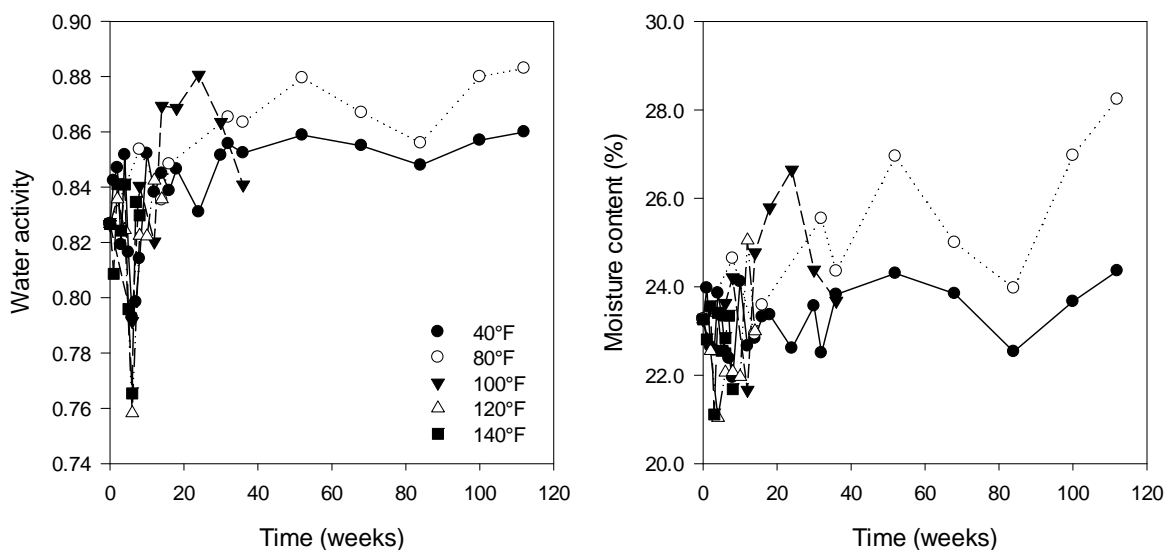 Water activity
0.90
0.88
0.86
0.84
0.82
0.80
0.78
0.76
0.74
0 20 40 60 80 100 120
Time (weeks)
40°F
80°F
100°F
120°F
140°F
Moisture content (%)
30.0
28.0
26.0
24.0
22.0
20.0
0 20 40 60 80 100 120
Time (weeks)